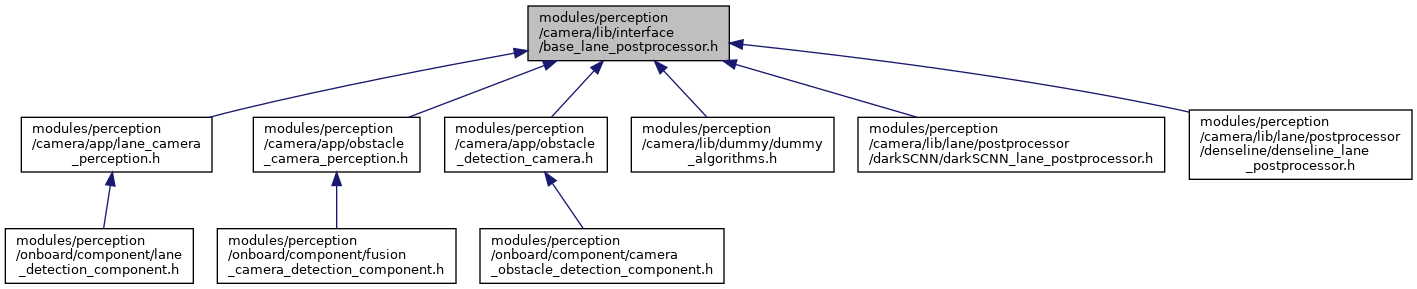 modules/perception
/camera/lib/interface
/base_lane_postprocessor.h
modules/perception
/camera/app/lane_camera
_perception.h
modules/perception
/camera/app/obstacle
_camera_perception.h
modules/perception
/camera/app/obstacle
_detection_camera.h
modules/perception
/camera/lib/dummy/dummy
_algorithms.h
modules/perception
/camera/lib/lane/postprocessor
/darkSCNN/darkSCNN_lane_postprocessor.h
modules/perception
/camera/lib/lane/postprocessor
/denseline/denseline_lane
_postprocessor.h
modules/perception
/onboard/component/lane
_detection_component.h
modules/perception
/onboard/component/fusion
_camera_detection_component.h
modules/perception
/onboard/component/camera
_obstacle_detection_component.h